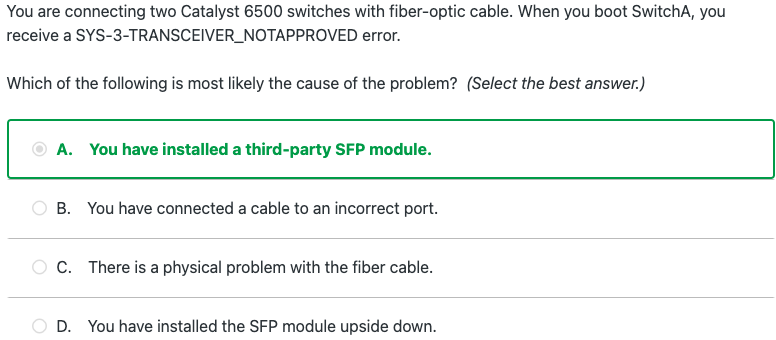 You are connecting two Catalyst 6500 switches with fiber-optic cable. When you boot SwitchA, you
receive a SYS-3-TRANSCEIVER_NOTAPPROVED error.
Which of the following is most likely the cause of the problem? (Select the best answer.)
A. You have installed a third-party SFP module.
B. You have connected a cable to an incorrect port.
C. There is a physical problem with the fiber cable.
D. You have installed the SFP module upside down.